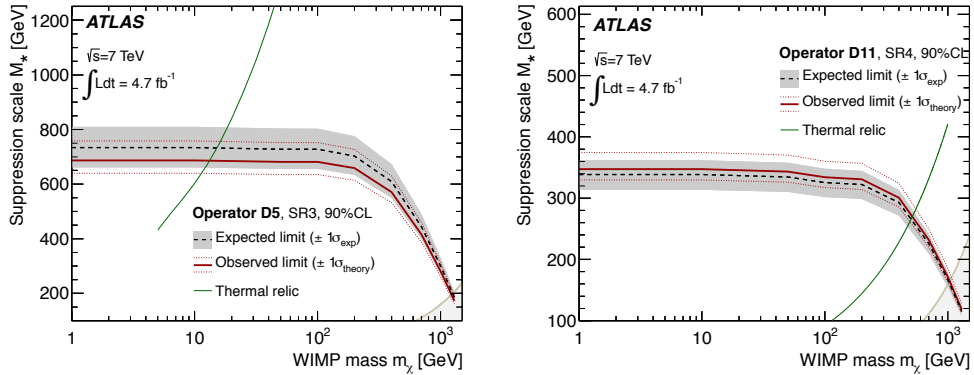 ATLAS
√s=7 TeV
∫Ldt = 4.7 fb⁻¹
Operator D5, SR3, 90%CL
Expected limit (± 1σexp)
Observed limit (± 1σtheory)
Thermal relic
Suppression scale M⋆ [GeV]
1200
1000
800
600
400
200
1
10
10²
10³
WIMP mass mχ [GeV]
ATLAS
√s=7 TeV
∫Ldt = 4.7 fb⁻¹
Operator D11, SR4, 90%CL
Expected limit (± 1σexp)
Observed limit (± 1σtheory)
Thermal relic
Suppression scale M⋆ [GeV]
600
500
400
300
200
100
1
10
10²
10³
WIMP mass mχ [GeV]